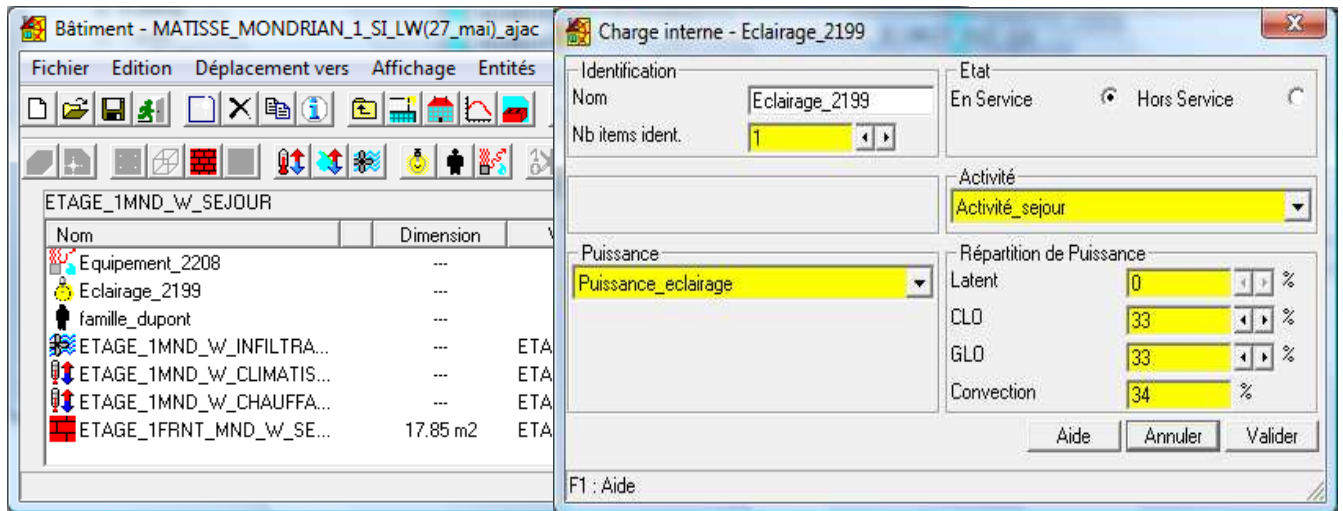 Bâtiment - MATISSE_MONDRIAN_1_SI_LW(27_mai)_ajac
Fichier Edition Déplacement vers Affichage Entités
ETAGE_1MND_W_SEJOUR
Nom Dimension
Equipement_2208 ---
Eclairage_2199 ---
famille_dupont ---
ETAGE_1MND_W_INFILTRA... --- ETA
ETAGE_1MND_W_CLIMATIS... --- ETA
ETAGE_1MND_W_CHAUFFA... --- ETA
ETAGE_1FRNT_MND_W_SE... 17.85 m2 ETA
Charge interne - Eclairage_2199
Identification
Nom Eclairage_2199
Nb items ident. 1
Etat
En Service Hors Service
Activité
Activité_sejour
Puissance
Puissance_eclairage
Répartition de Puissance
Latent 0 %
CLO 33 %
GLO 33 %
Convection 34 %
Aide Annuler Valider
F1 : Aide